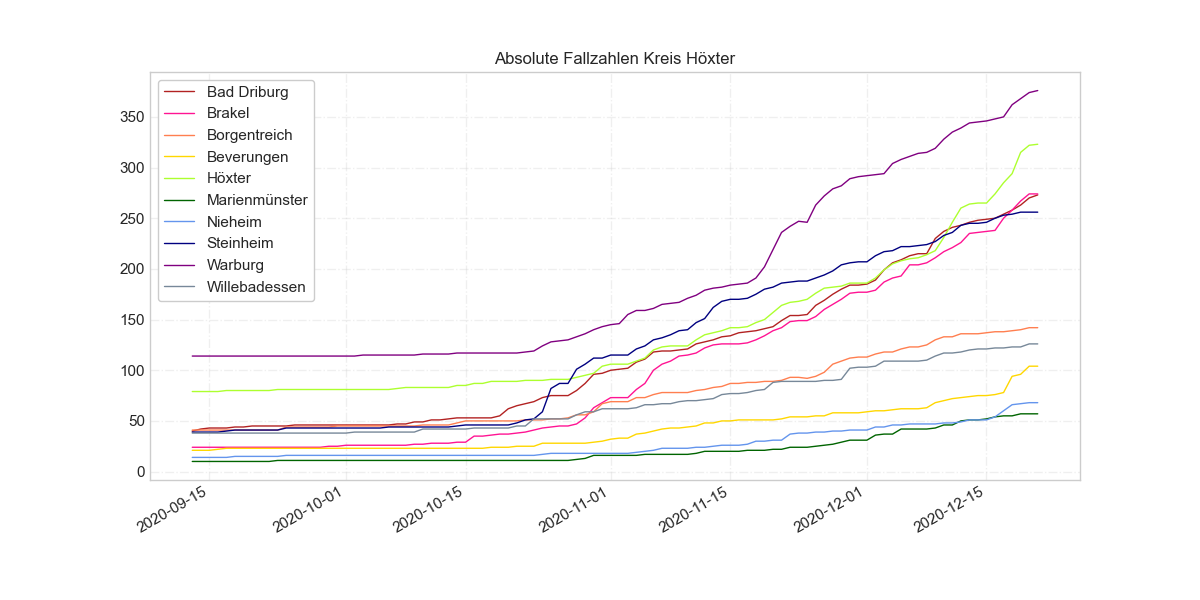 Absolute Fallzahlen Kreis Höxter
Bad Driburg
Brakel
Borgentreich
Beverungen
Höxter
Marienmünster
Nieheim
Steinheim
Warburg
Willebadessen
350
300
250
200
150
100
50
0
2020-09-15
2020-10-01
2020-10-15
2020-11-01
2020-11-15
2020-12-01
2020-12-15